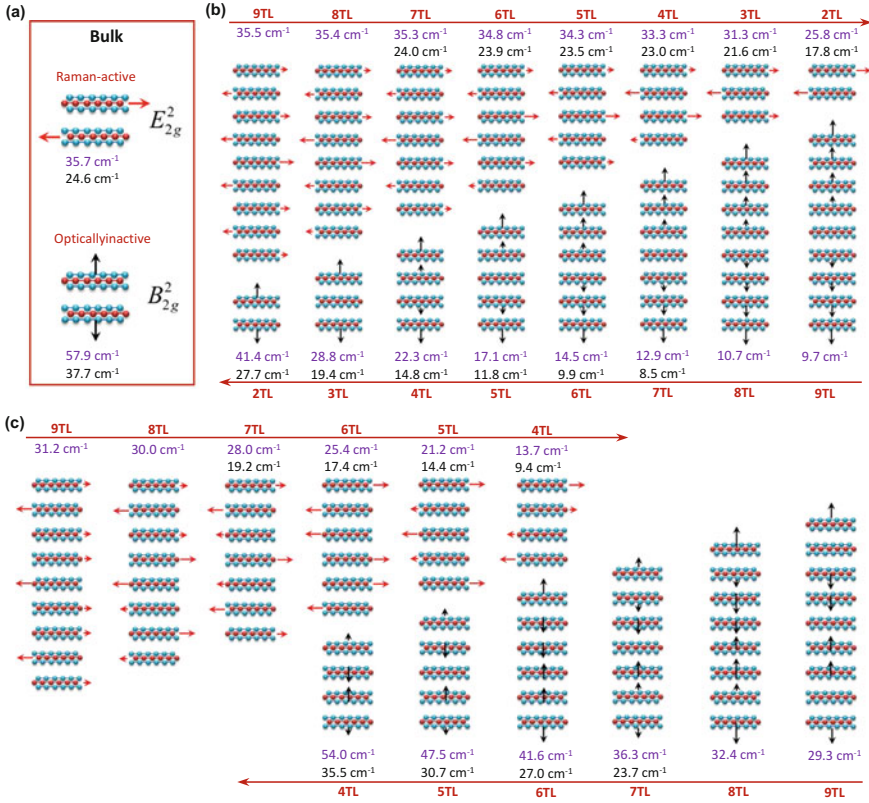 (a)
Bulk
Raman-active
E²₂g
35.7 cm⁻¹
24.6 cm⁻¹
Opticallyinactive
B²₂g
57.9 cm⁻¹
37.7 cm⁻¹
(b)
9TL 8TL 7TL 6TL 5TL 4TL 3TL 2TL
35.5 cm⁻¹ 35.4 cm⁻¹ 35.3 cm⁻¹ 34.8 cm⁻¹ 34.3 cm⁻¹ 33.3 cm⁻¹ 31.3 cm⁻¹ 25.8 cm⁻¹
24.0 cm⁻¹ 23.9 cm⁻¹ 23.5 cm⁻¹ 23.0 cm⁻¹ 21.6 cm⁻¹ 17.8 cm⁻¹
41.4 cm⁻¹ 28.8 cm⁻¹ 22.3 cm⁻¹ 17.1 cm⁻¹ 14.5 cm⁻¹ 12.9 cm⁻¹ 10.7 cm⁻¹ 9.7 cm⁻¹
27.7 cm⁻¹ 19.4 cm⁻¹ 14.8 cm⁻¹ 11.8 cm⁻¹ 9.9 cm⁻¹ 8.5 cm⁻¹
2TL 3TL 4TL 5TL 6TL 7TL 8TL 9TL
(c)
9TL 8TL 7TL 6TL 5TL 4TL
31.2 cm⁻¹ 30.0 cm⁻¹ 28.0 cm⁻¹ 25.4 cm⁻¹ 21.2 cm⁻¹ 13.7 cm⁻¹
19.2 cm⁻¹ 17.4 cm⁻¹ 14.4 cm⁻¹ 9.4 cm⁻¹
54.0 cm⁻¹ 47.5 cm⁻¹ 41.6 cm⁻¹ 36.3 cm⁻¹ 32.4 cm⁻¹ 29.3 cm⁻¹
35.5 cm⁻¹ 30.7 cm⁻¹ 27.0 cm⁻¹ 23.7 cm⁻¹
4TL 5TL 6TL 7TL 8TL 9TL